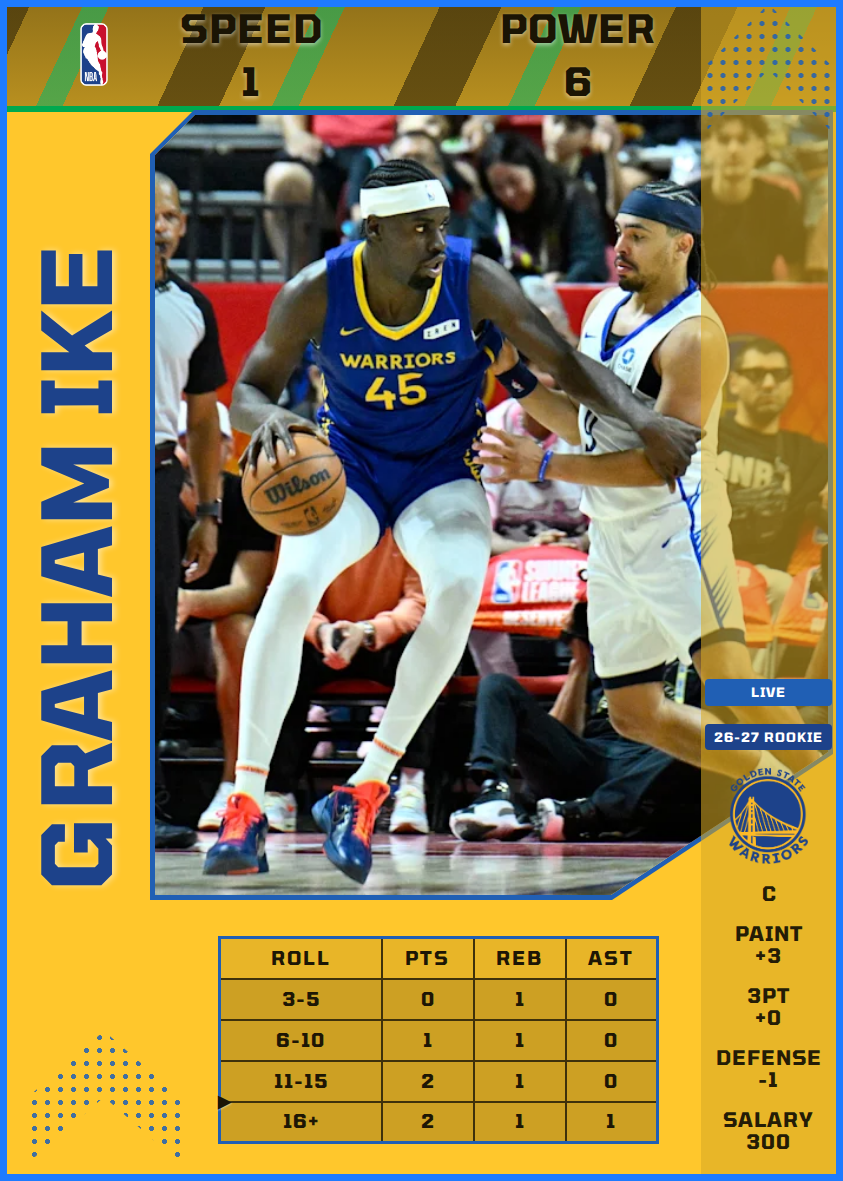 SPEED
1
POWER
6
NBA
GRAHAM IKE
WARRIORS
45
Wilson
LIVE
26-27 ROOKIE
GOLDEN STATE
WARRIORS
C
PAINT
+3
3PT
+0
DEFENSE
-1
SALARY
300
ROLL PTS REB AST
3-5 0 1 0
6-10 1 1 0
11-15 2 1 0
16+ 2 1 1